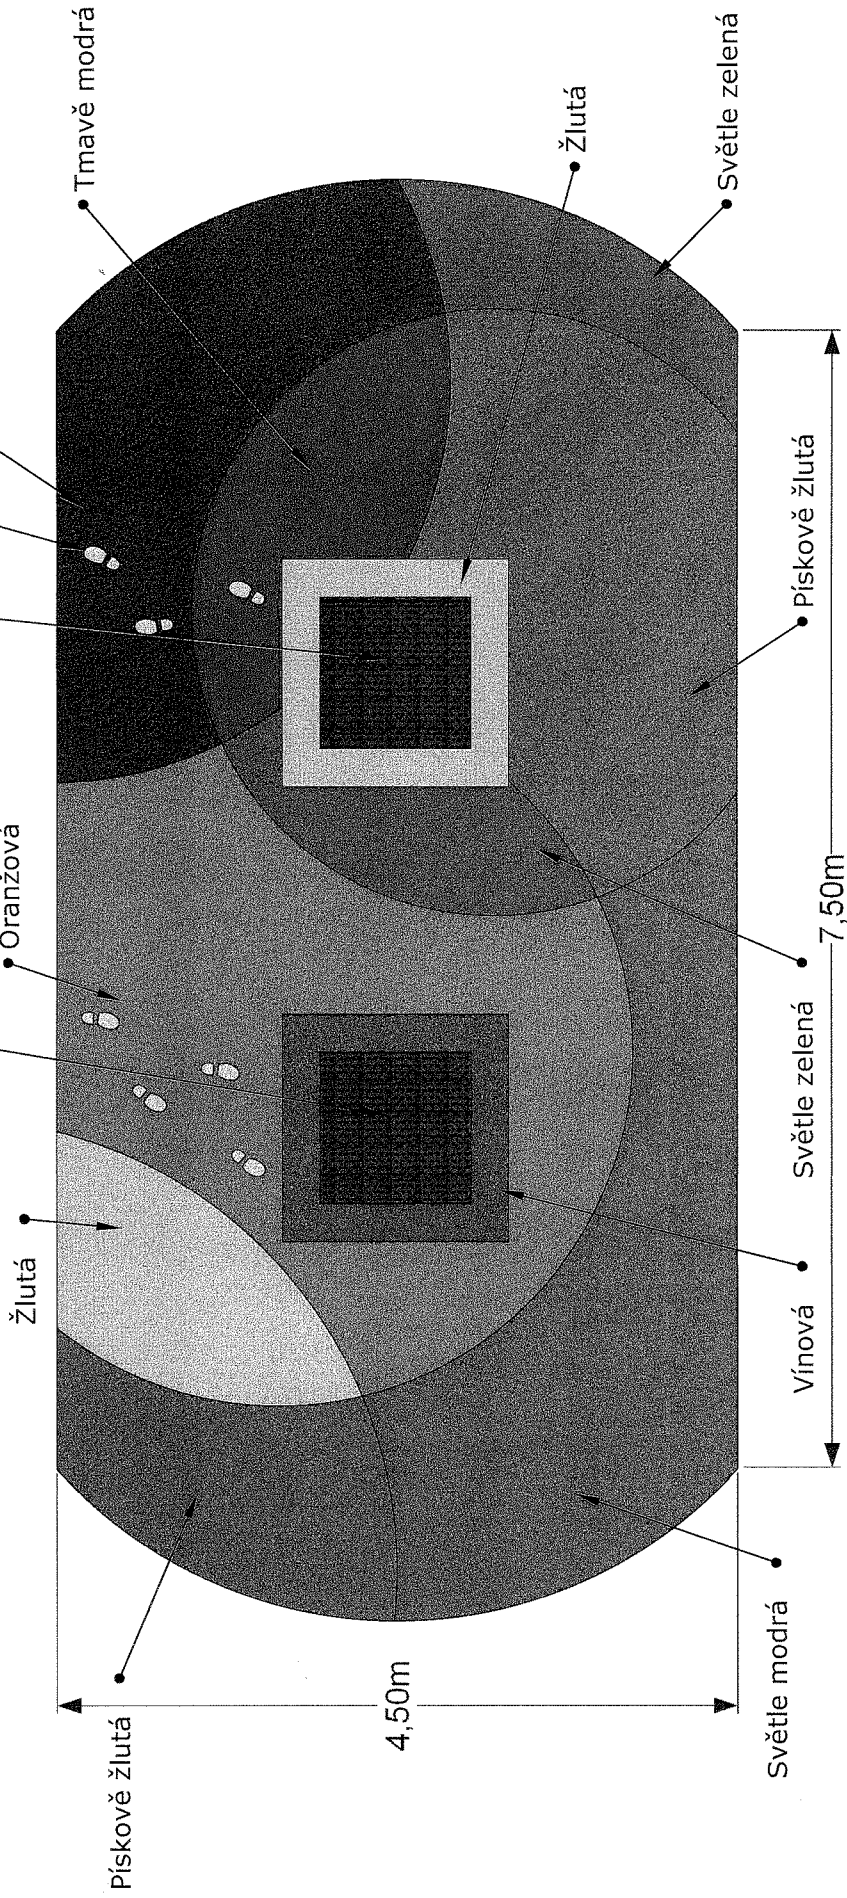 Tmavě modrá
Žlutá
Světle zelená
Oranžová
Žlutá
Pískově žlutá
4,50m
Světle modrá
Vínová
Světle zelená
7,50m
Pískově žlutá